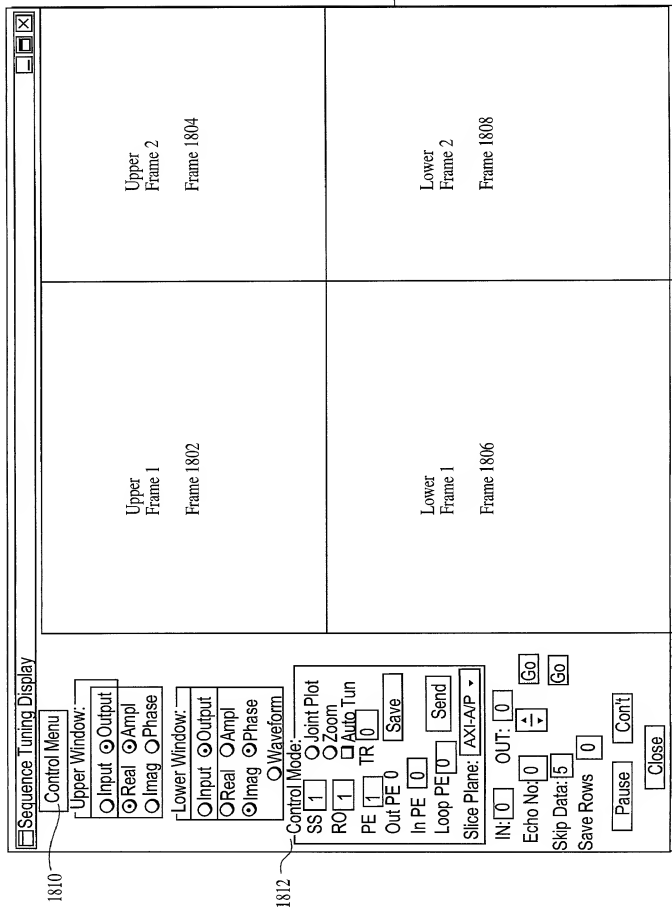 Sequence Tuning Display
1810
Control Menu
Upper Window:
Input Output
Real Ampl
Imag Phase
Lower Window:
Input Output
Real Ampl
Imag Phase
Waveform
1812
Control Mode:
SS 1 Joint Plot
RO 1 Zoom
Auto Tun
PE 1 TR 0
Out PE 0 Save
In PE 0
Loop PE 0 Send
Slice Plane: AXI-A/P
IN: 0 OUT: 0
Echo No: 0 Go
Skip Data: 5 Go
Save Rows 0
Pause Con't
Close
Upper
Frame 1
Frame 1802
Upper
Frame 2
Frame 1804
Lower
Frame 1
Frame 1806
Lower
Frame 2
Frame 1808